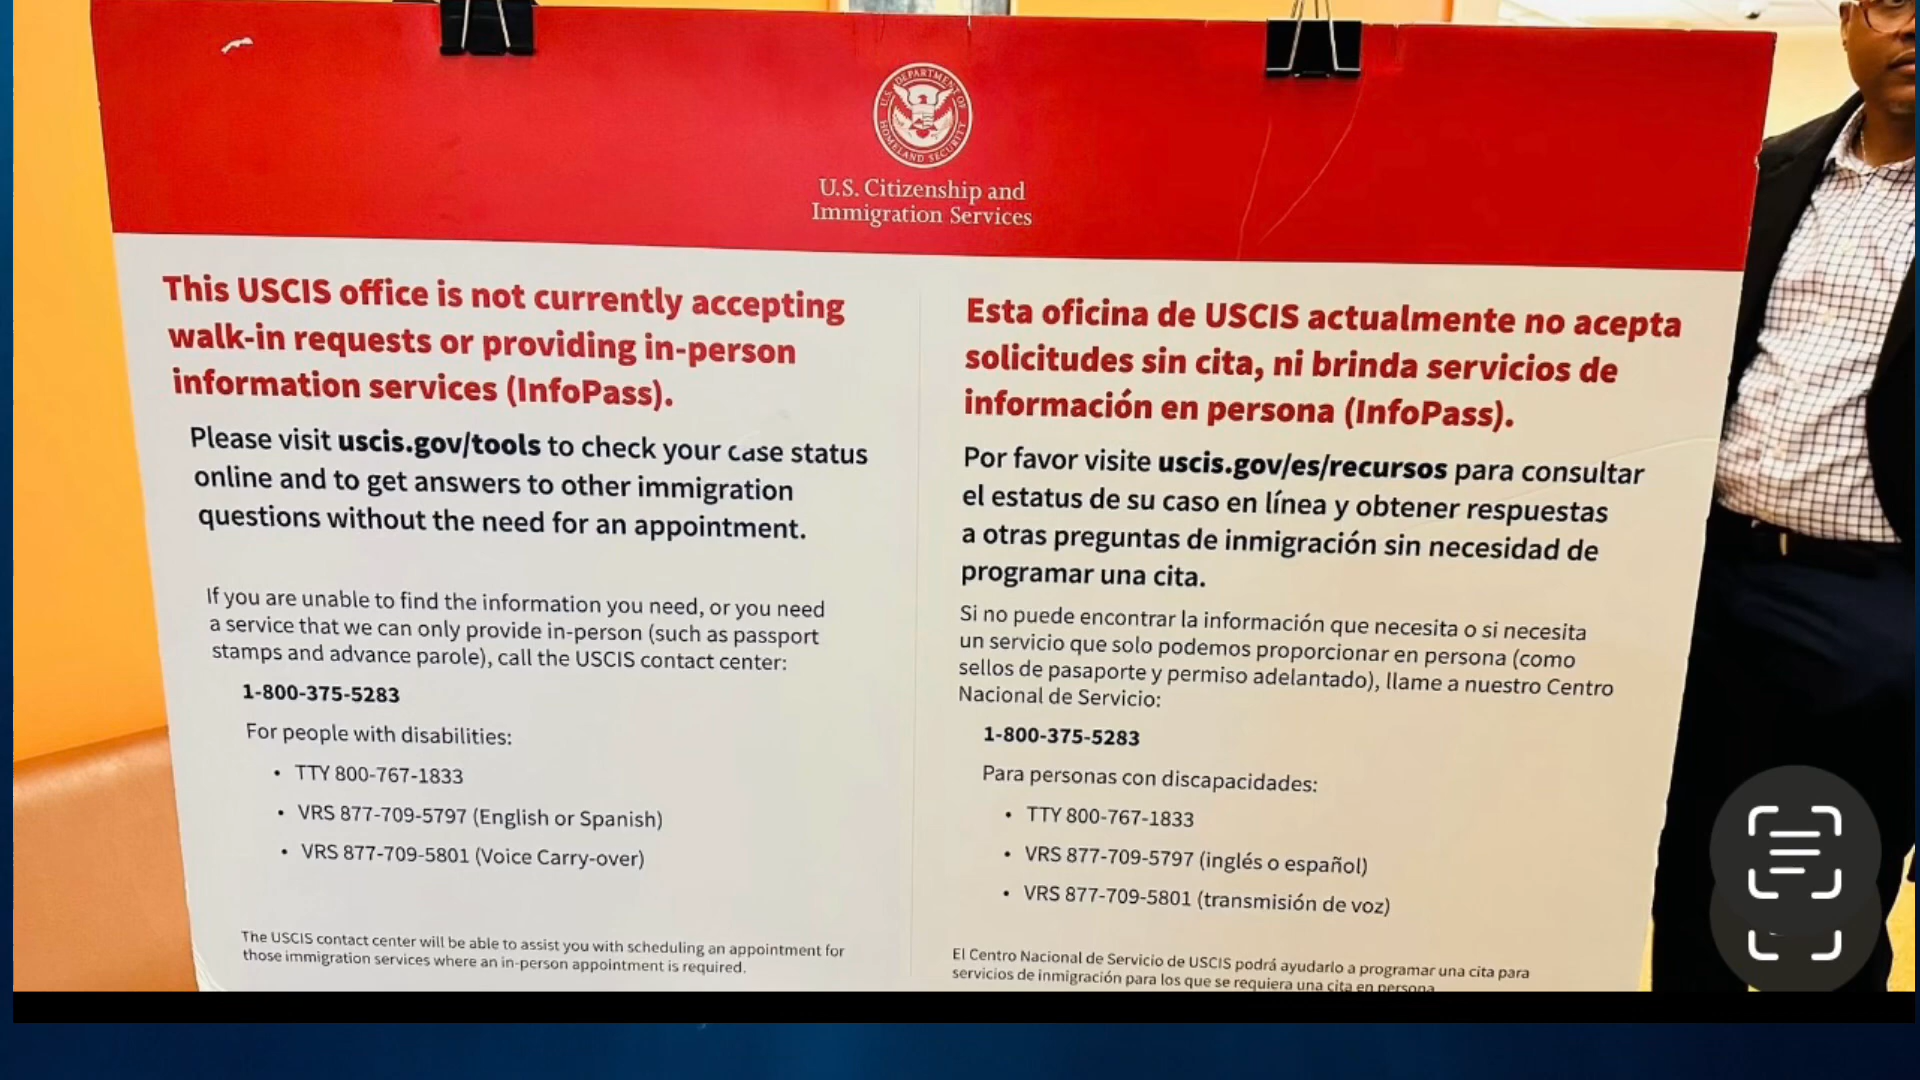 U.S. DEPARTMENT OF HOMELAND SECURITY
U.S. Citizenship and
Immigration Services
This USCIS office is not currently accepting
walk-in requests or providing in-person
information services (InfoPass).
Please visit uscis.gov/tools to check your case status
online and to get answers to other immigration
questions without the need for an appointment.
If you are unable to find the information you need, or you need
a service that we can only provide in-person (such as passport
stamps and advance parole), call the USCIS contact center:
1-800-375-5283
For people with disabilities:
• TTY 800-767-1833
• VRS 877-709-5797 (English or Spanish)
• VRS 877-709-5801 (Voice Carry-over)
The USCIS contact center will be able to assist you with scheduling an appointment for
those immigration services where an in-person appointment is required.
Esta oficina de USCIS actualmente no acepta
solicitudes sin cita, ni brinda servicios de
información en persona (InfoPass).
Por favor visite uscis.gov/es/recursos para consultar
el estatus de su caso en línea y obtener respuestas
a otras preguntas de inmigración sin necesidad de
programar una cita.
Si no puede encontrar la información que necesita o si necesita
un servicio que solo podemos proporcionar en persona (como
sellos de pasaporte y permiso adelantado), llame a nuestro Centro
Nacional de Servicio:
1-800-375-5283
Para personas con discapacidades:
• TTY 800-767-1833
• VRS 877-709-5797 (inglés o español)
• VRS 877-709-5801 (transmisión de voz)
El Centro Nacional de Servicio de USCIS podrá ayudarlo a programar una cita para
servicios de inmigración para los que se requiera una cita en persona